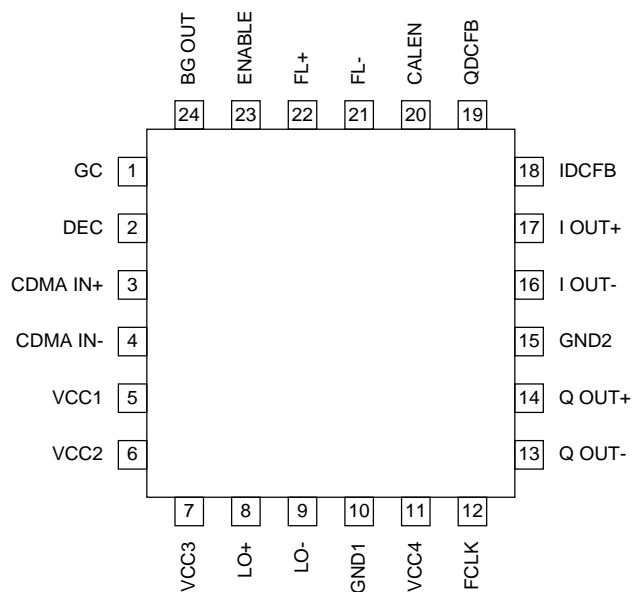 BG OUT
ENABLE
FL+
FL-
CALEN
QDCFB
24
23
22
21
20
19
GC 1
18 IDCFB
DEC 2
17 I OUT+
CDMA IN+ 3
16 I OUT-
CDMA IN- 4
15 GND2
VCC1 5
14 Q OUT+
VCC2 6
13 Q OUT-
7
8
9
10
11
12
VCC3
LO+
LO-
GND1
VCC4
FCLK